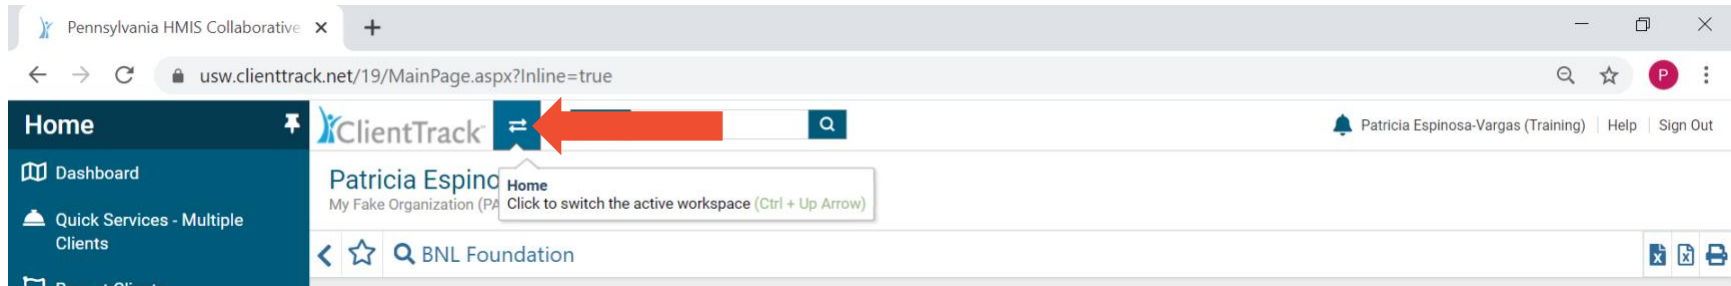 Pennsylvania HMIS Collaborative
usw.clienttrack.net/19/MainPage.aspx?Inline=true
P
Home
ClientTrack
Patricia Espinosa-Vargas (Training)
Help
Sign Out
Dashboard
Patricia Espino
My Fake Organization (PA
Home
Click to switch the active workspace (Ctrl + Up Arrow)
Quick Services - Multiple
Clients
BNL Foundation